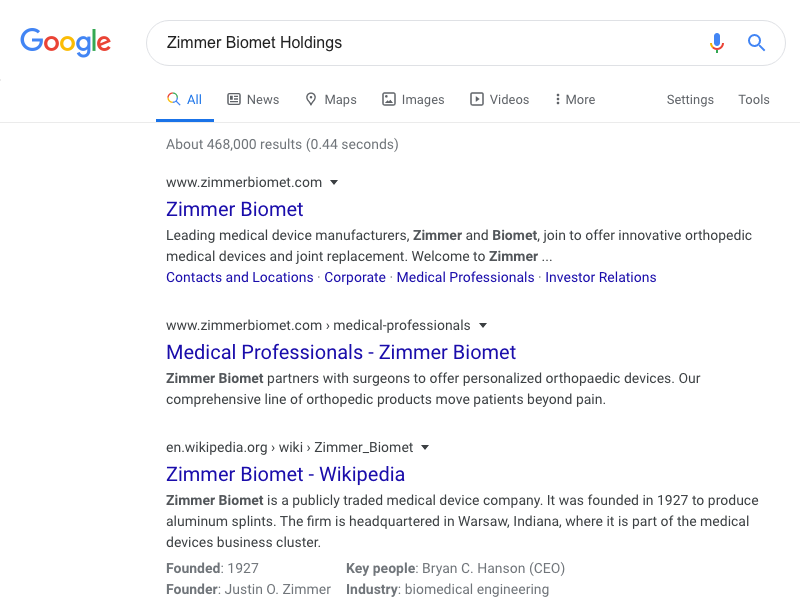 Google
Zimmer Biomet Holdings
All News Maps Images Videos More Settings Tools
About 468,000 results (0.44 seconds)
www.zimmerbiomet.com
Zimmer Biomet
Leading medical device manufacturers, Zimmer and Biomet, join to offer innovative orthopedic
medical devices and joint replacement. Welcome to Zimmer ...
Contacts and Locations · Corporate · Medical Professionals · Investor Relations
www.zimmerbiomet.com › medical-professionals
Medical Professionals - Zimmer Biomet
Zimmer Biomet partners with surgeons to offer personalized orthopaedic devices. Our
comprehensive line of orthopedic products move patients beyond pain.
en.wikipedia.org › wiki › Zimmer_Biomet
Zimmer Biomet - Wikipedia
Zimmer Biomet is a publicly traded medical device company. It was founded in 1927 to produce
aluminum splints. The firm is headquartered in Warsaw, Indiana, where it is part of the medical
devices business cluster.
Founded: 1927 Key people: Bryan C. Hanson (CEO)
Founder: Justin O. Zimmer Industry: biomedical engineering